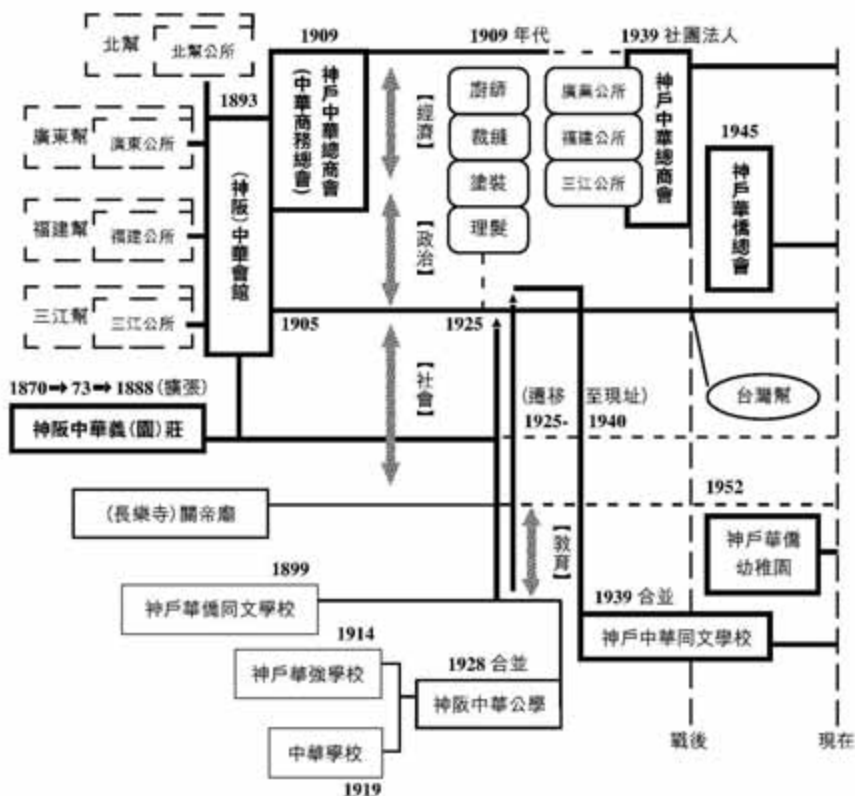 北幫
北幫公所
1909
1909 年代
1939 社團法人
1893
神戶中華總商會
(中華商務總會)
【經濟】
廚師
裁縫
塗裝
理髮
廣業公所
福建公所
三江公所
神戶中華總商會
1945
神戶華僑總會
廣東幫
廣東公所
(神阪)中華會館
福建幫
福建公所
【政治】
三江幫
三江公所
1905
1925
1870➡73➡1888 (擴張)
神阪中華義(園)莊
【社會】
(遷移 至現址)
1925- 1940
台灣幫
(長樂寺) 關帝廟
1952
神戶華僑
幼稚園
【教育】
1899
神戶華僑同文學校
1939 合並
神戶中華同文學校
1914
神戶華強學校
1928 合並
神阪中華公學
中華學校
1919
戰後
現在